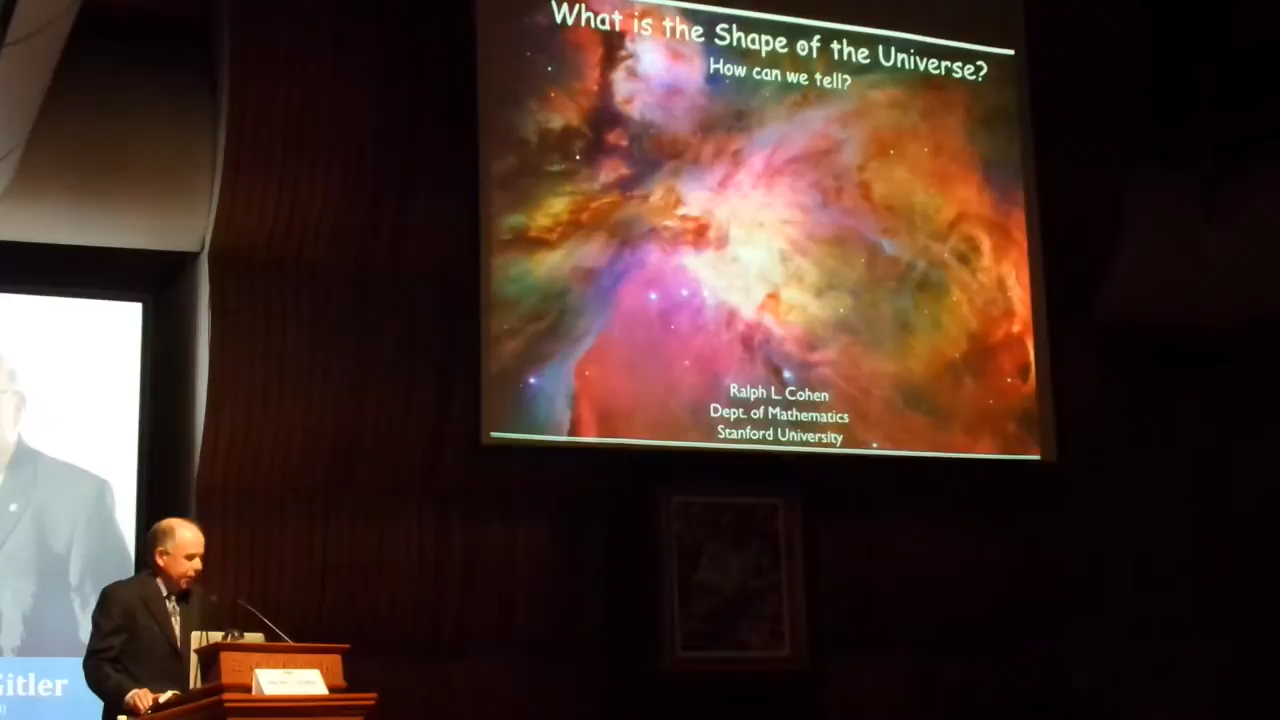 What is the Shape of the Universe?
How can we tell?
Ralph L. Cohen
Dept. of Mathematics
Stanford University
Gitler